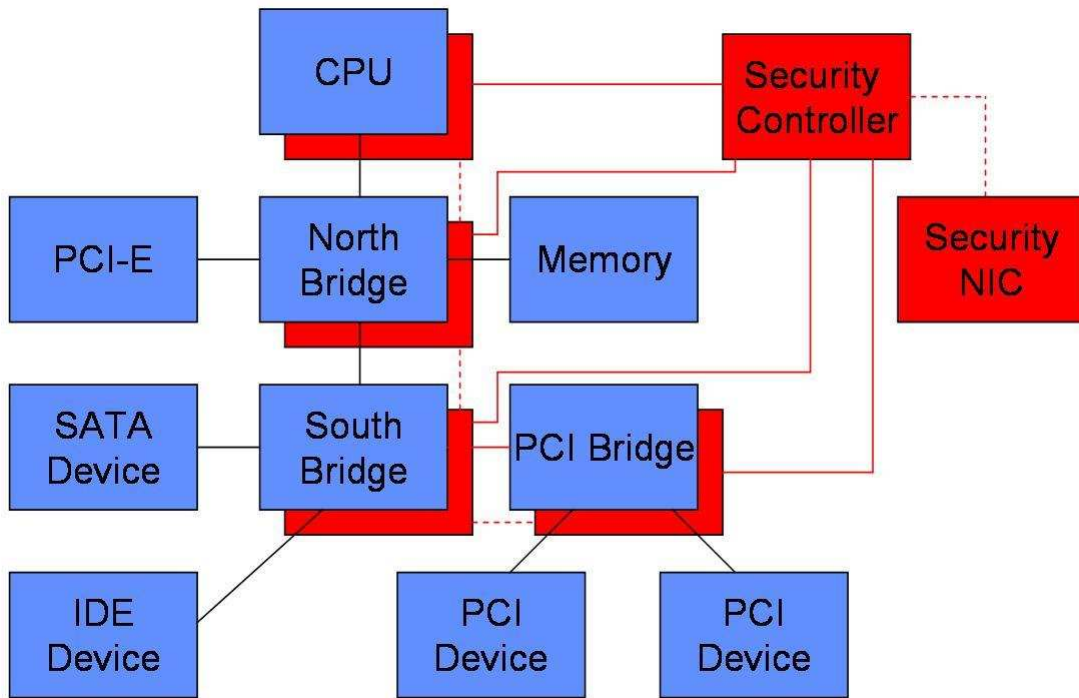 CPU
Security
Controller
PCI-E
North
Bridge
Memory
Security
NIC
SATA
Device
South
Bridge
PCI Bridge
IDE
Device
PCI
Device
PCI
Device